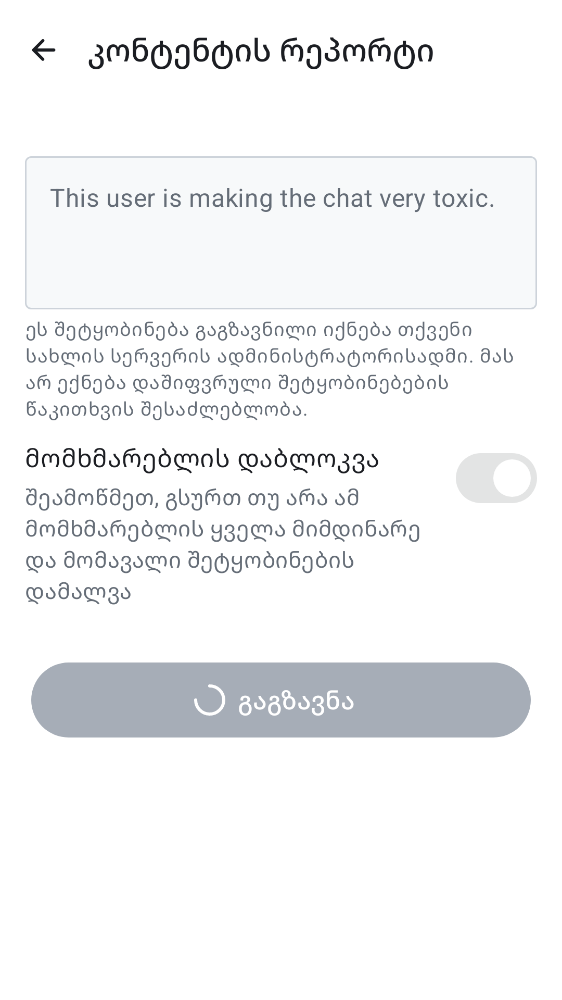 კონტენტის რეპორტი
This user is making the chat very toxic.
ეს შეტყობინება გაგზავნილი იქნება თქვენი
სახლის სერვერის ადმინისტრატორისადმი. მას
არ ექნება დაშიფვრული შეტყობინებების
წაკითხვის შესაძლებლობა.
მომხმარებლის დაბლოკვა
შეამოწმეთ, გსურთ თუ არა ამ
მომხმარებლის ყველა მიმდინარე
და მომავალი შეტყობინების
დამალვა
გაგზავნა